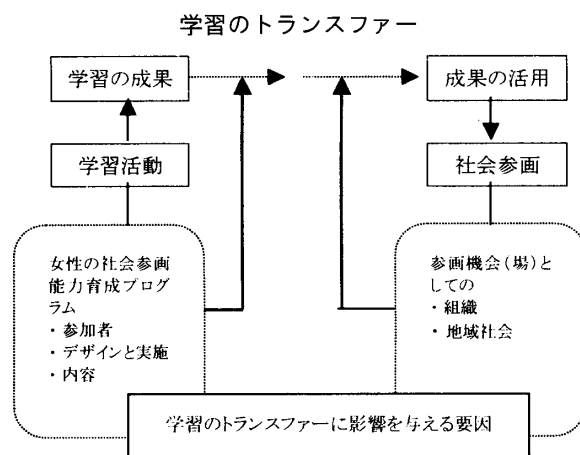 学習のトランスファー
学習の成果
成果の活用
学習活動
社会参画
女性の社会参画
能力育成プログ
ラム
・参加者
・デザインと実施
・内容
参画機会(場)と
しての
・組織
・地域社会
学習のトランスファーに影響を与える要因